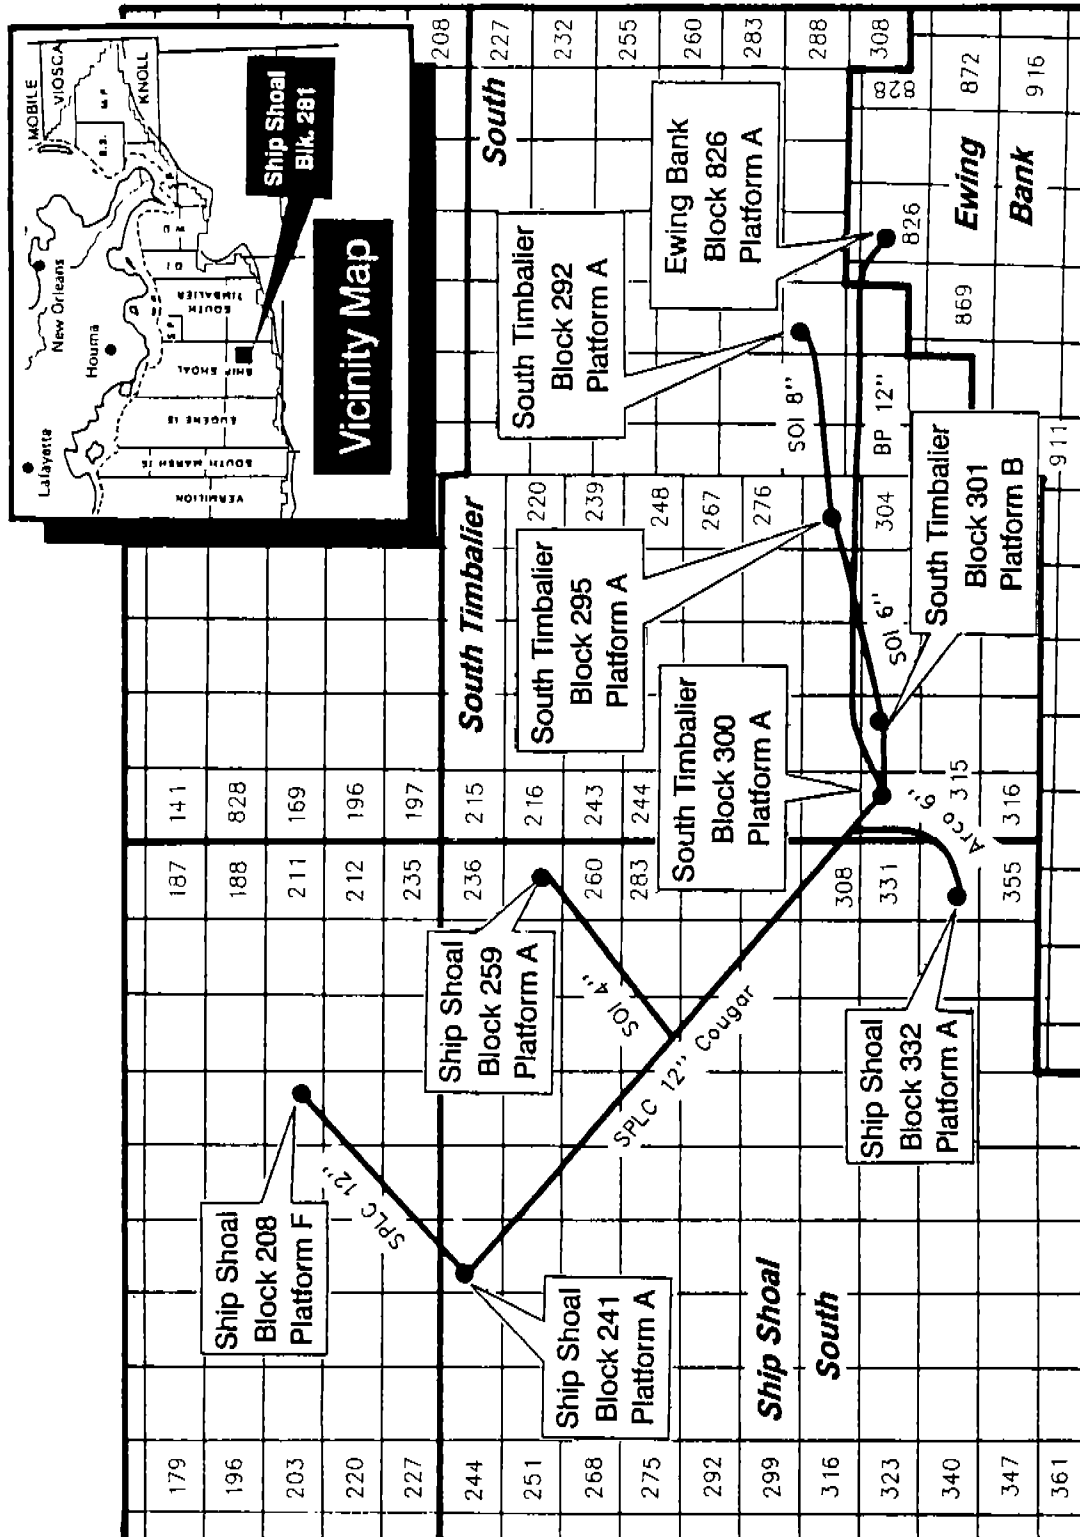 MOBILE
VIOSCA
KNOLL
M.P.
B.S.
W D
G I
SOUTH
TIMBALIER
S P
SHIP SHOAL
EUGENE IS
SOUTH MARSH IS
VERMILION
New Orleans
Houma
Lafayette
Ship Shoal
Blk. 281
Vicinity Map
208
227
232
255
260
283
288
308
828
872
916
South
Ewing
Bank
826
869
911
Ewing Bank
Block 826
Platform A
South Timbalier
Block 292
Platform A
SOI 8"
BP 12"
South Timbalier
220
239
248
267
276
304
South Timbalier
Block 295
Platform A
SOI 6"
South Timbalier
Block 301
Platform B
South Timbalier
Block 300
Platform A
141
828
169
196
197
215
216
243
244
315
316
Arco 6"
187
188
211
212
235
236
260
283
308
331
355
Ship Shoal
Block 259
Platform A
SOI 4"
SPLC 12" Cougar
Ship Shoal
Block 332
Platform A
SPLC 12"
Ship Shoal
Block 208
Platform F
Ship Shoal
Block 241
Platform A
Ship Shoal
South
179
196
203
220
227
244
251
268
275
292
299
316
323
340
347
361